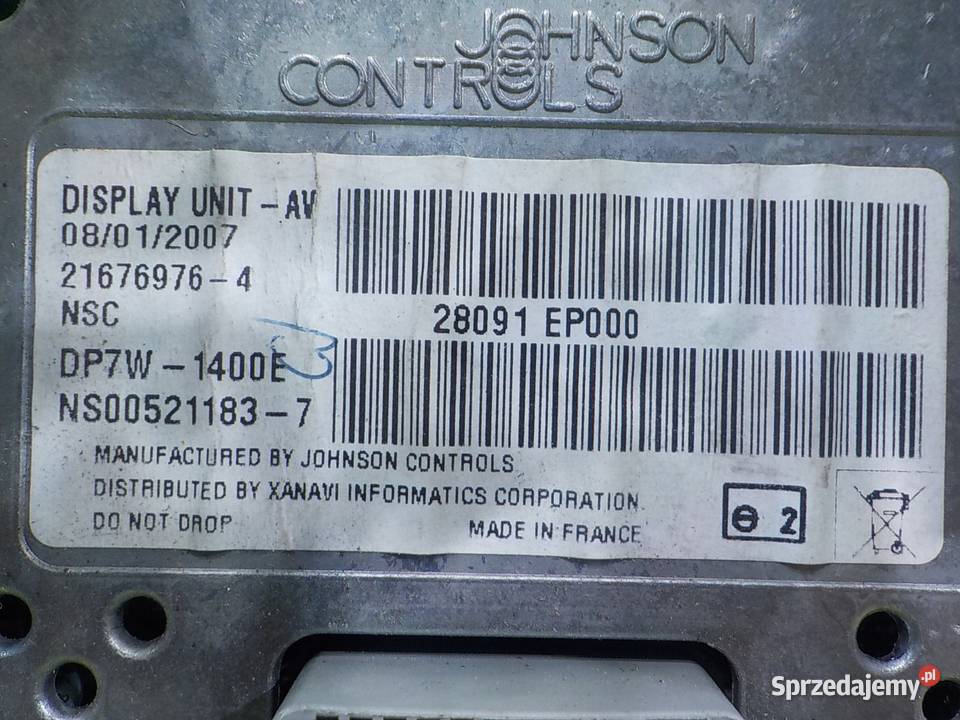 JOHNSON
CONTROLS
DISPLAY UNIT - AV
08/01/2007
21676976-4
NSC
28091 EP000
DP7W-1400E
NS00521183-7
MANUFACTURED BY JOHNSON CONTROLS
DISTRIBUTED BY XANAVI INFORMATICS CORPORATION
DO NOT DROP
MADE IN FRANCE
2
Sprzedajemy.pl